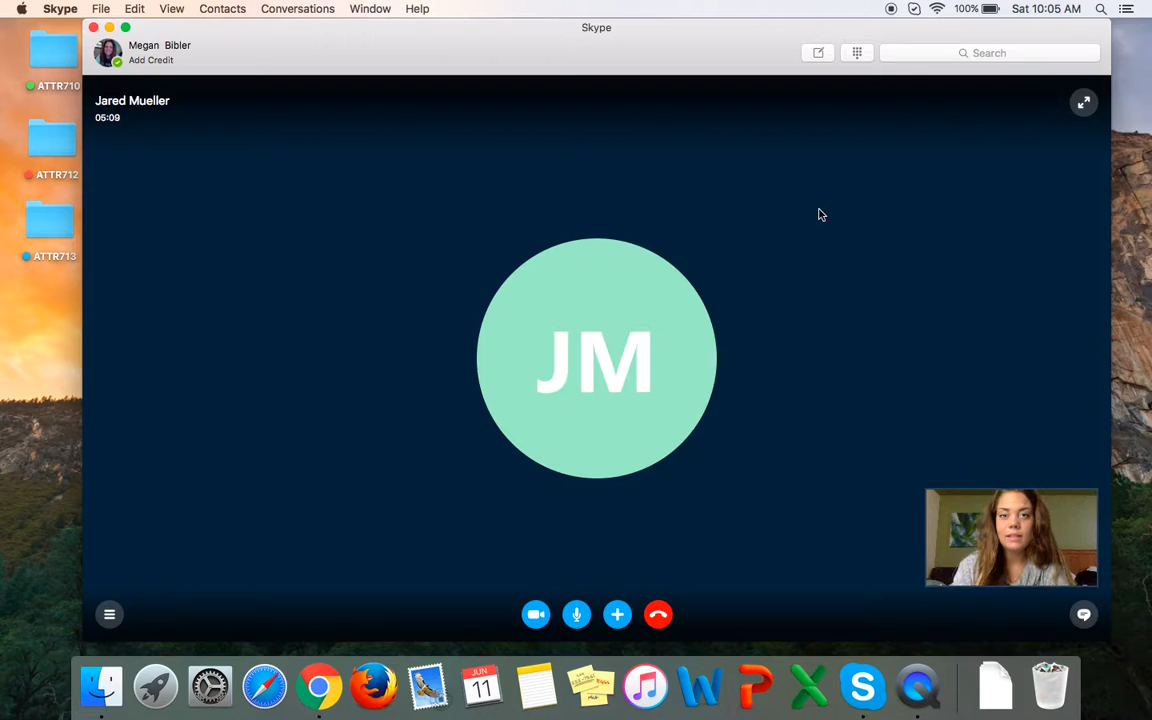 Skype File Edit View Contacts Conversations Window Help 100% Sat 10:05 AM
Skype
Megan Bibler
Add Credit
Search
Jared Mueller
05:09
JM
ATTR710
ATTR712
ATTR713
JUN
11